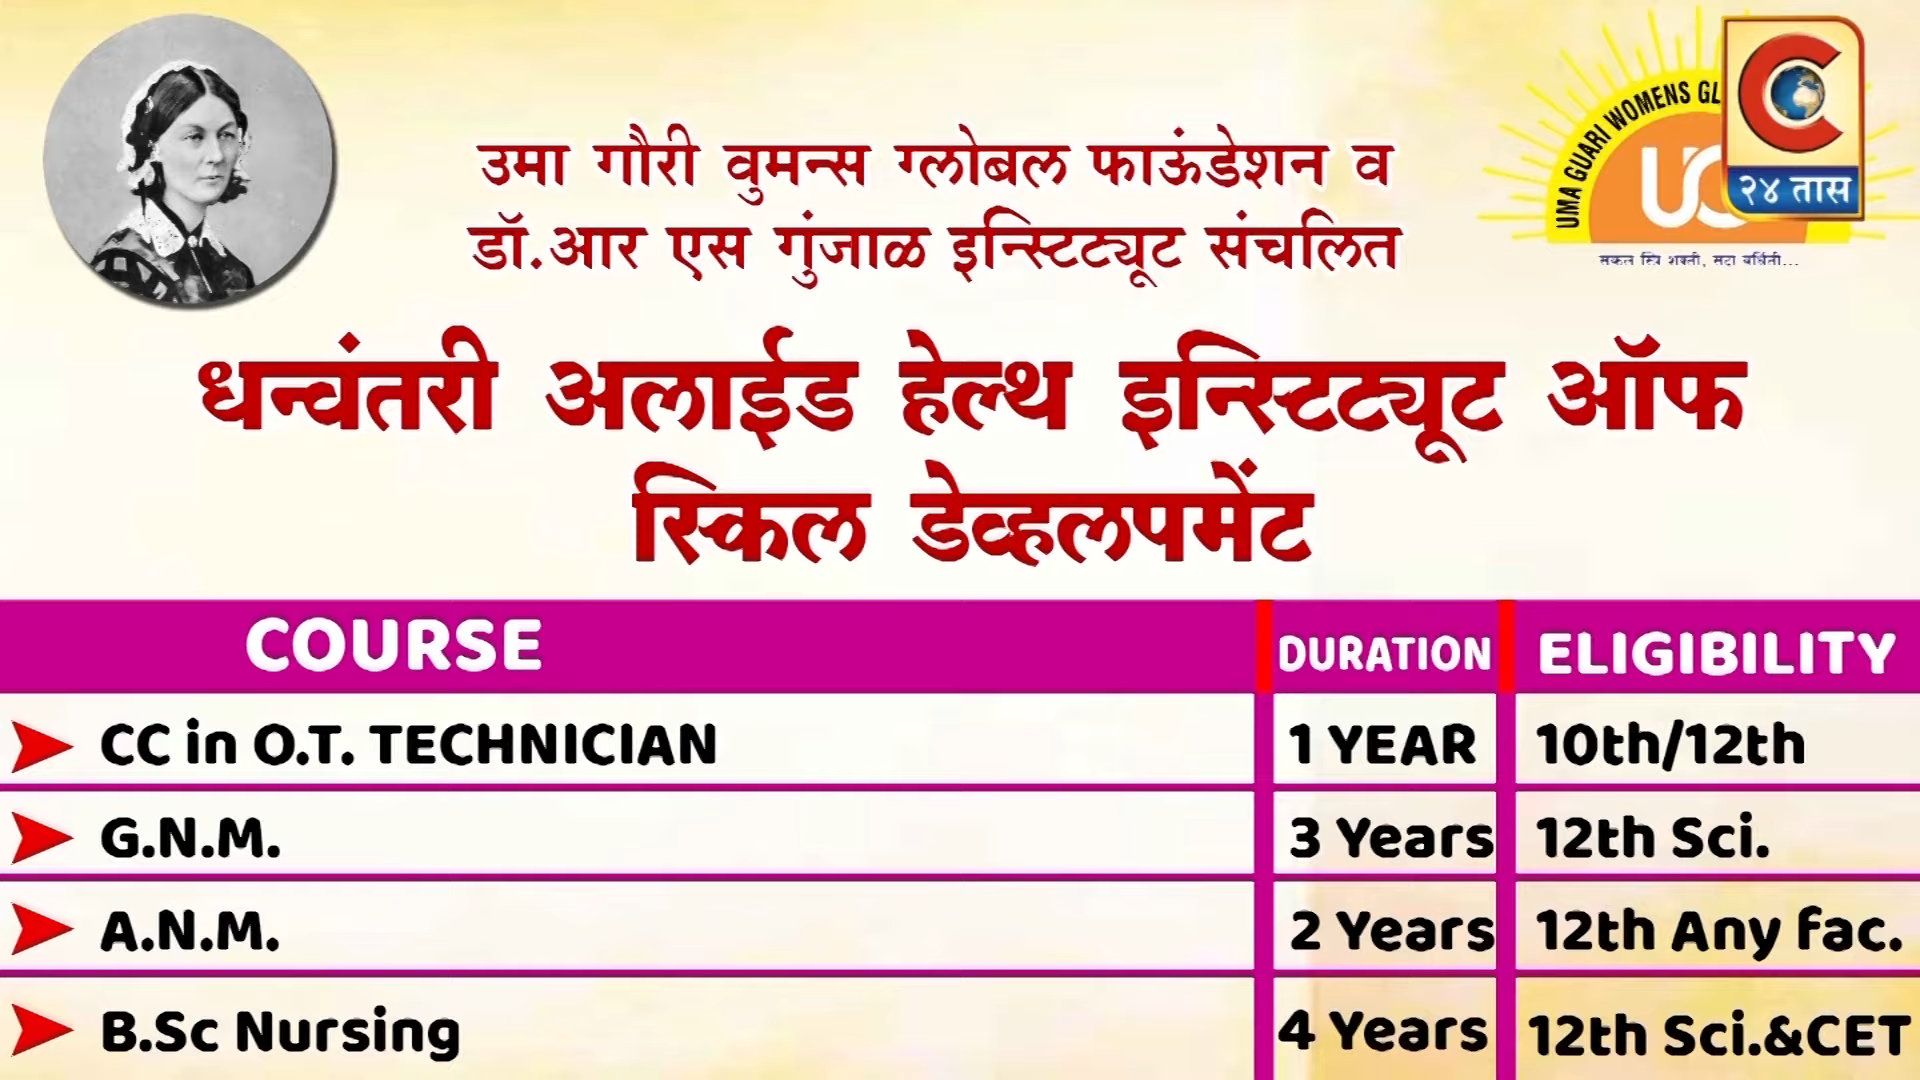 उमा गौरी वुमन्स ग्लोबल फाऊंडेशन व
डॉ.आर एस गुंजाळ इन्स्टिट्यूट संचलित
UMA GUARI WOMENS
२४ तास
धन्वंतरी अलाईड हेल्थ इन्स्टिट्यूट ऑफ
स्किल डेव्हलपमेंट
COURSE DURATION ELIGIBILITY
CC in O.T. TECHNICIAN 1 YEAR 10th/12th
G.N.M. 3 Years 12th Sci.
A.N.M. 2 Years 12th Any fac.
B.Sc Nursing 4 Years 12th Sci.&CET